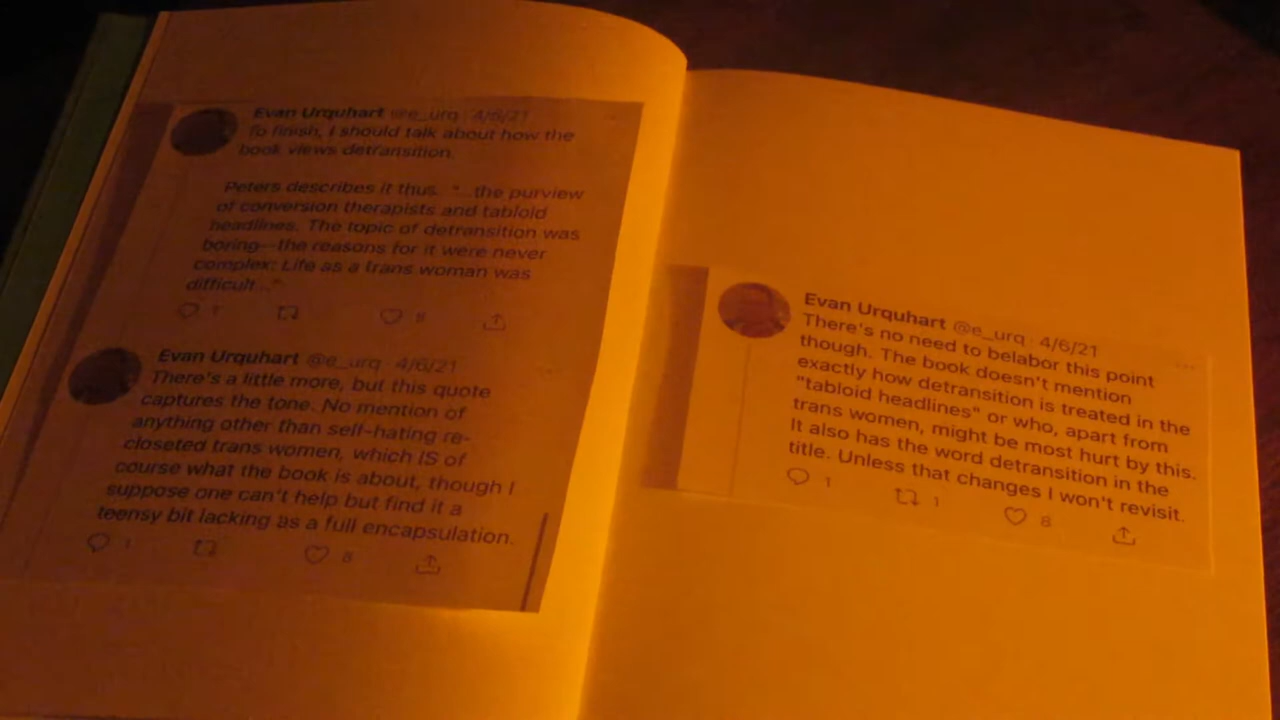 Evan Urquhart @e_urq · 4/6/21
To finish, I should talk about how the
book views detransition.
Peters describes it thus. "...the purview
of conversion therapists and tabloid
headlines. The topic of detransition was
boring—the reasons for it were never
complex: Life as a trans woman was
difficult..."
1 8
Evan Urquhart @e_urq · 4/6/21
There's a little more, but this quote
captures the tone. No mention of
anything other than self-hating re-
closeted trans women, which IS of
course what the book is about, though I
suppose one can't help but find it a
teensy bit lacking as a full encapsulation.
1 8
Evan Urquhart @e_urq · 4/6/21
There's no need to belabor this point
though. The book doesn't mention
exactly how detransition is treated in the
"tabloid headlines" or who, apart from
trans women, might be most hurt by this.
It also has the word detransition in the
title. Unless that changes I won't revisit.
1 1 8